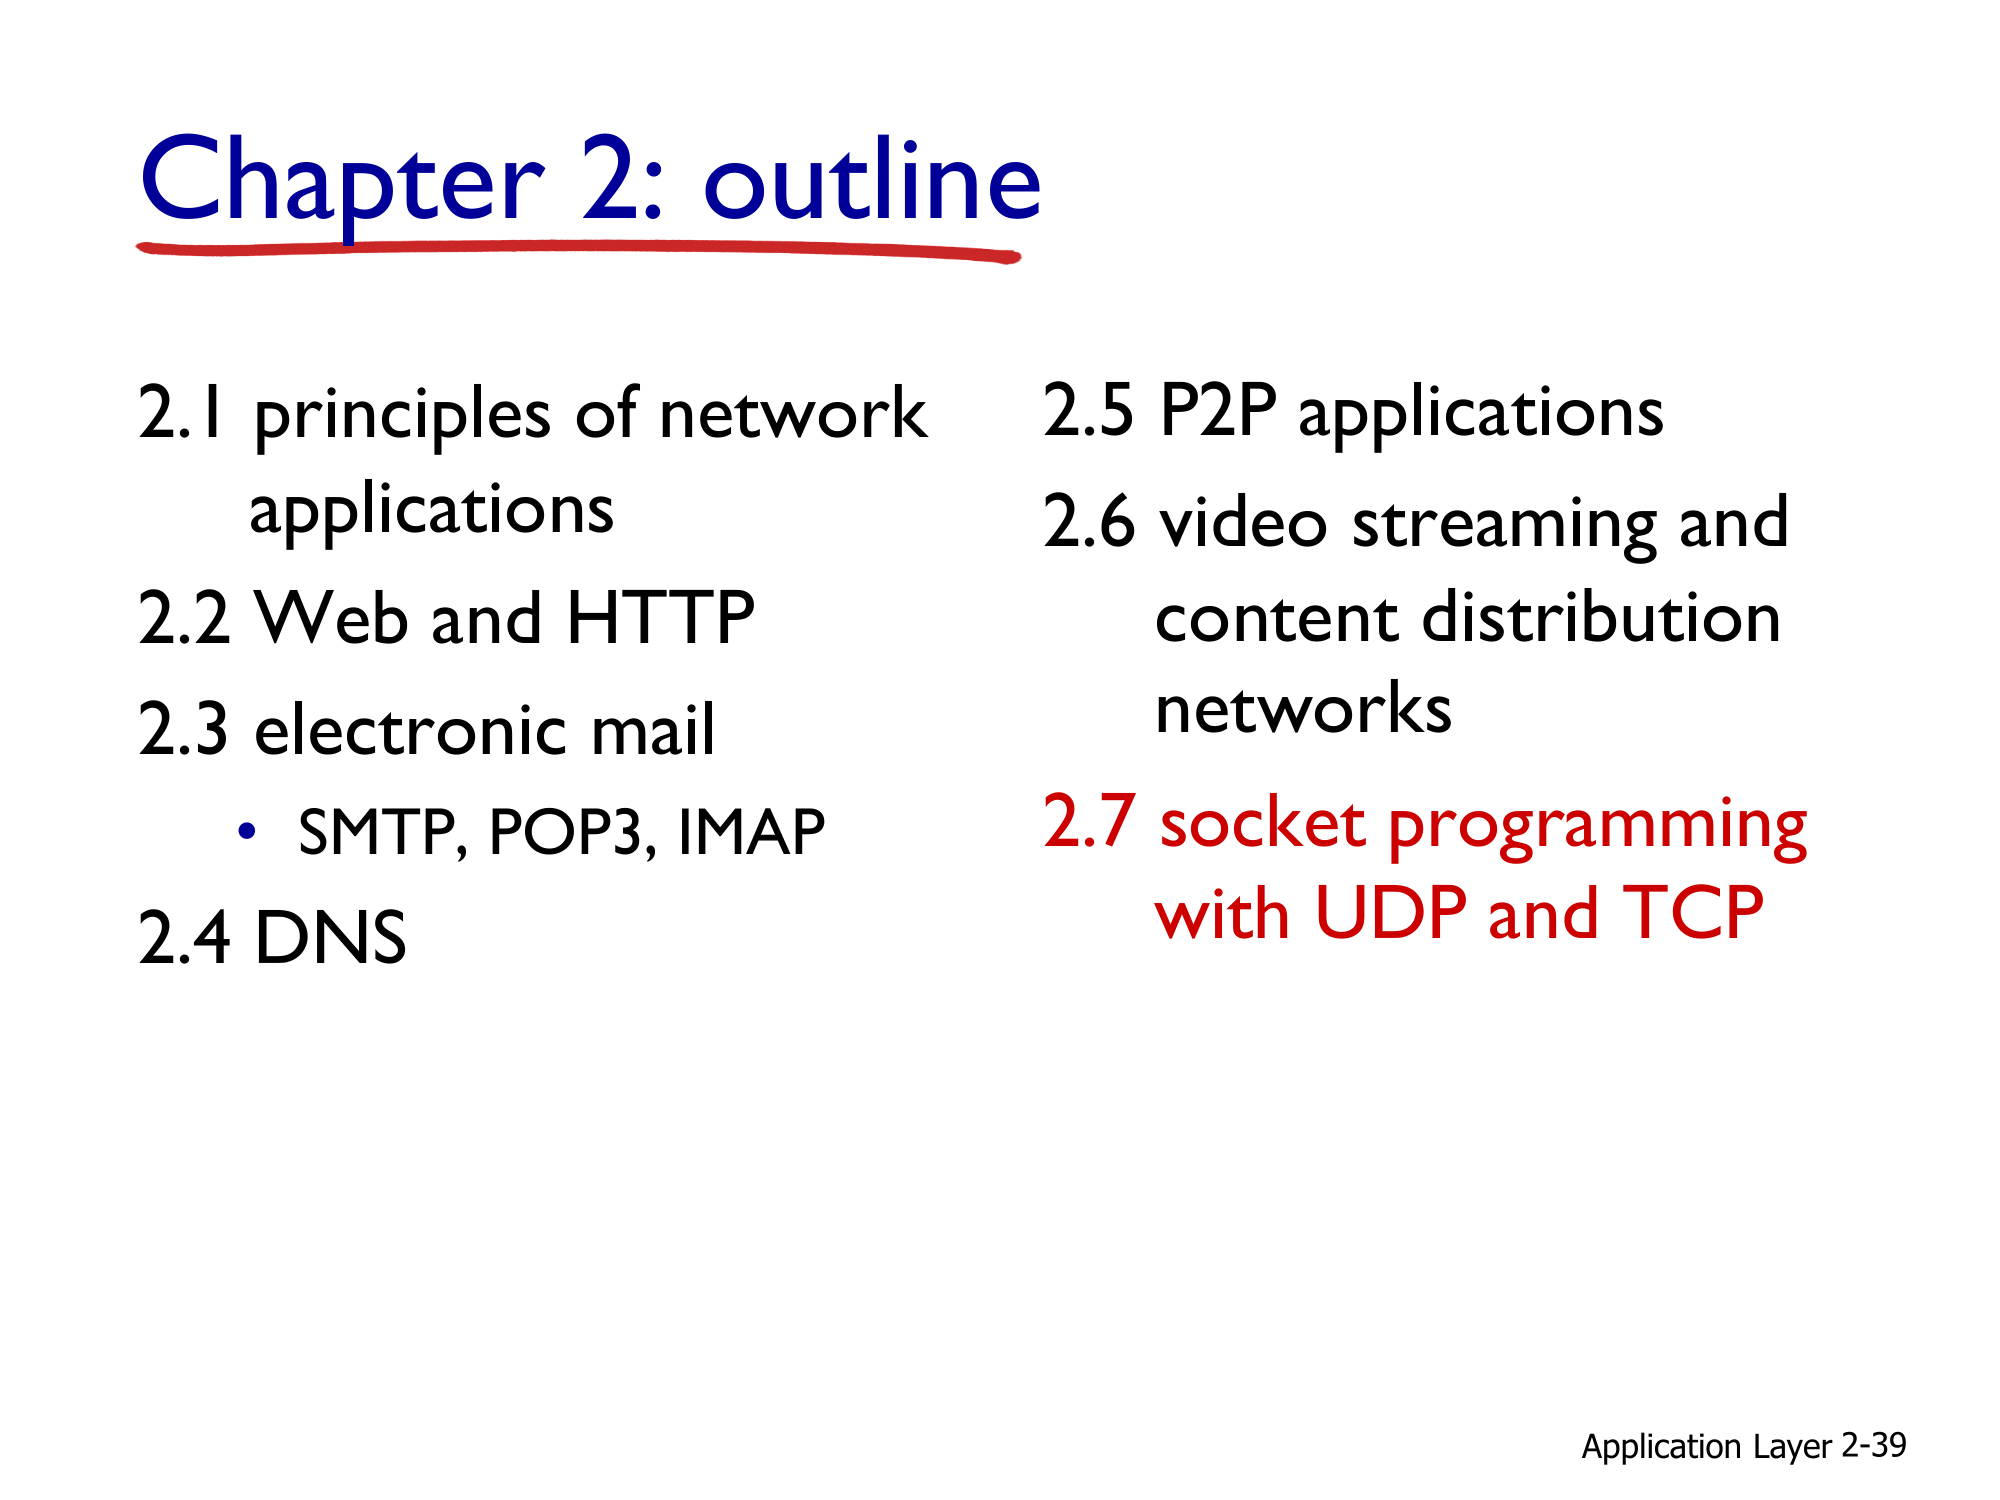 Chapter 2: outline
2.1 principles of network
applications
2.2 Web and HTTP
2.3 electronic mail
• SMTP, POP3, IMAP
2.4 DNS
2.5 P2P applications
2.6 video streaming and
content distribution
networks
2.7 socket programming
with UDP and TCP
Application Layer 2-39